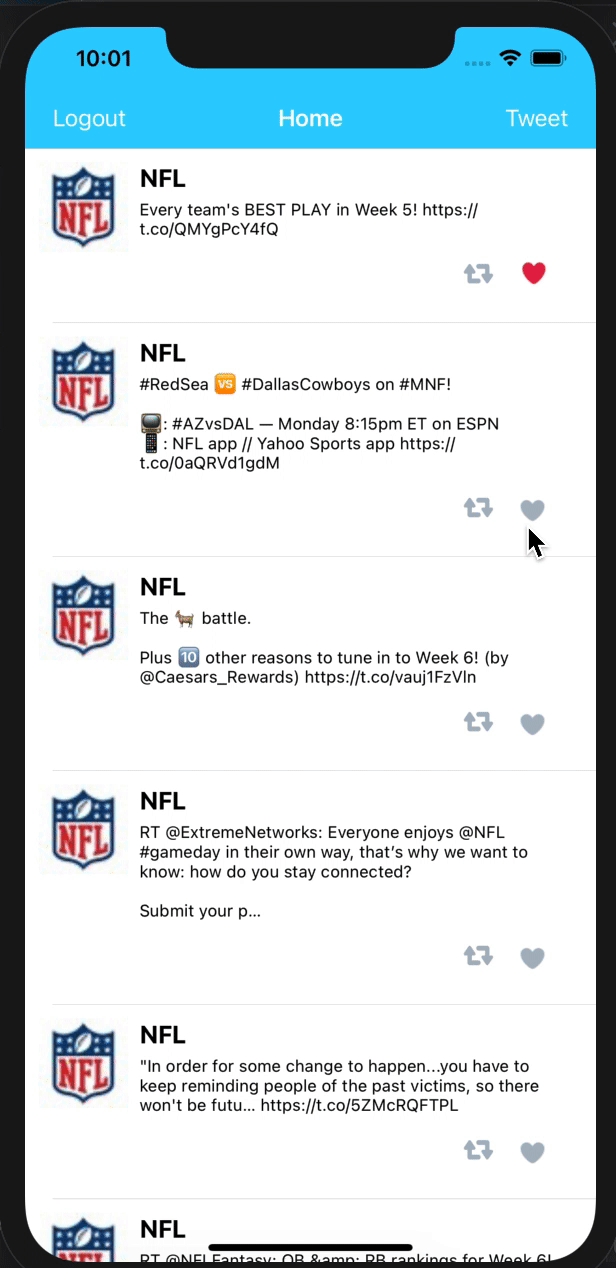 10:01
Logout Home Tweet
NFL
NFL
Every team's BEST PLAY in Week 5! https://
t.co/QMYgPcY4fQ
NFL
NFL
#RedSea 🆚 #DallasCowboys on #MNF!
📺: #AZvsDAL — Monday 8:15pm ET on ESPN
📱: NFL app // Yahoo Sports app https://
t.co/0aQRVd1gdM
NFL
NFL
The 🐐 battle.
Plus 🔟 other reasons to tune in to Week 6! (by
@Caesars_Rewards) https://t.co/vauj1FzVln
NFL
NFL
RT @ExtremeNetworks: Everyone enjoys @NFL
#gameday in their own way, that’s why we want to
know: how do you stay connected?
Submit your p…
NFL
NFL
"In order for some change to happen...you have to
keep reminding people of the past victims, so there
won't be futu… https://t.co/5ZMcRQFTPL
NFL
NFL
RT @NFLFantasy: QB &amp; RB rankings for Week 6!